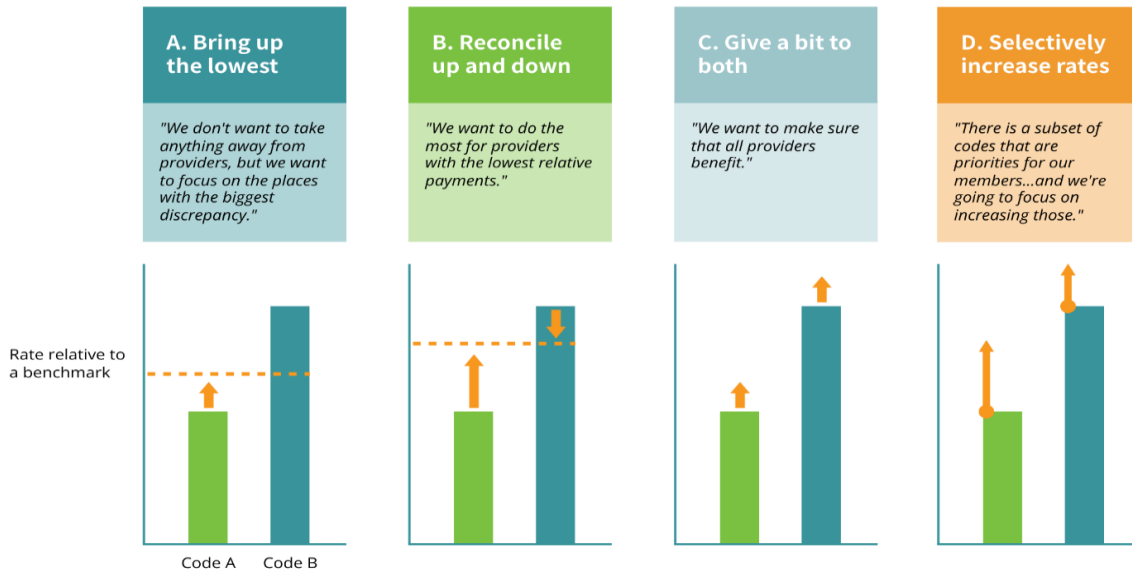 A. Bring up
the lowest
"We don't want to take
anything away from
providers, but we want
to focus on the places
with the biggest
discrepancy."
B. Reconcile
up and down
"We want to do the
most for providers
with the lowest relative
payments."
C. Give a bit to
both
"We want to make sure
that all providers
benefit."
D. Selectively
increase rates
"There is a subset of
codes that are
priorities for our
members...and we're
going to focus on
increasing those."
Rate relative to
a benchmark
Code A
Code B